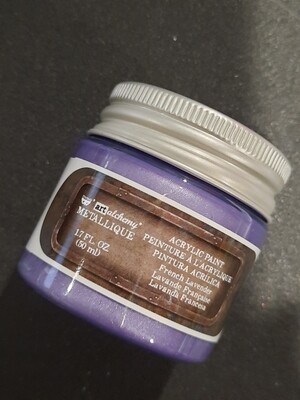 art alchemy®
METALLIQUE
1.7 FL. OZ
(50 ml)
ACRYLIC PAINT
PEINTURE À L'ACRYLIQUE
PINTURA ACRÍLICA
French Lavender
Lavande Française
Lavanda Francesa